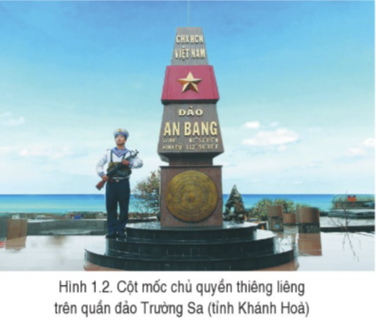 CHXHCN
VIỆT NAM
ĐẢO
AN BANG
Hình 1.2. Cột mốc chủ quyền thiêng liêng
trên quần đảo Trường Sa (tỉnh Khánh Hoà)